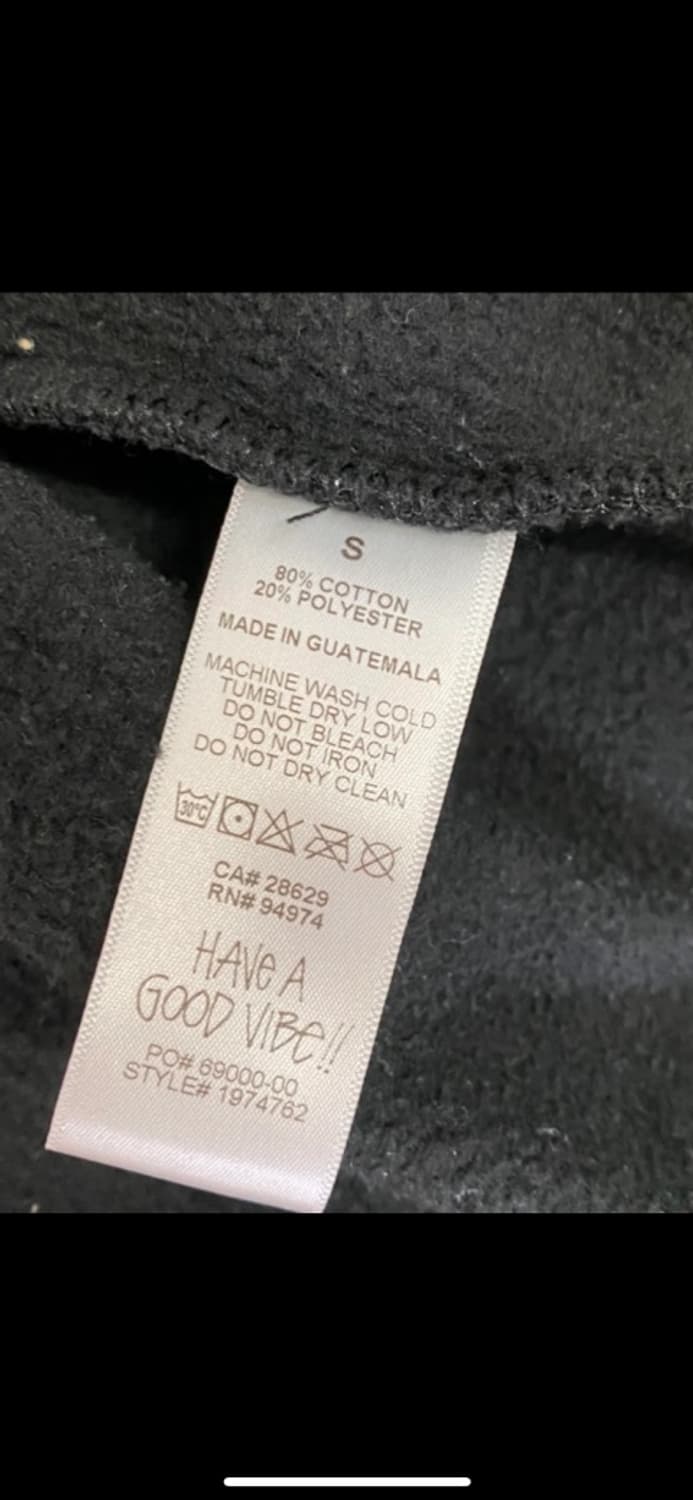 S
80% COTTON
20% POLYESTER
MADE IN GUATEMALA
MACHINE WASH COLD
TUMBLE DRY LOW
DO NOT BLEACH
DO NOT IRON
DO NOT DRY CLEAN
30°C
CA# 28629
RN# 94974
HAVe A
GOOD VIBe!!
PO# 69000-00
STYLE# 1974762